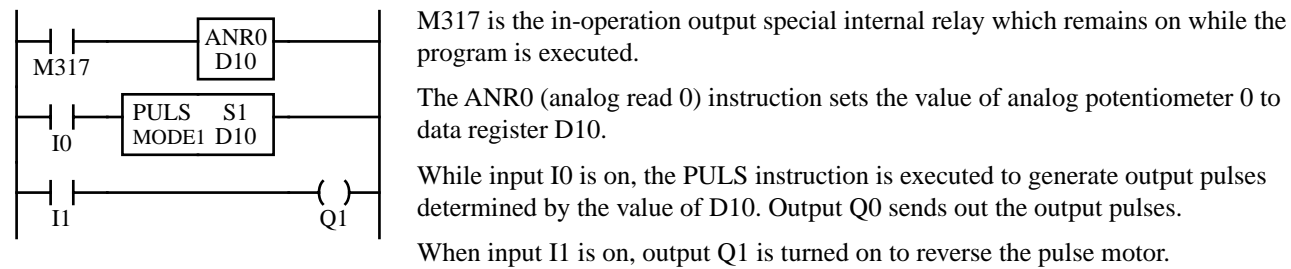 ANR0
D10
M317
PULS S1
MODE1 D10
I0
I1
Q1
M317 is the in-operation output special internal relay which remains on while the
program is executed.
The ANR0 (analog read 0) instruction sets the value of analog potentiometer 0 to
data register D10.
While input I0 is on, the PULS instruction is executed to generate output pulses
determined by the value of D10. Output Q0 sends out the output pulses.
When input I1 is on, output Q1 is turned on to reverse the pulse motor.